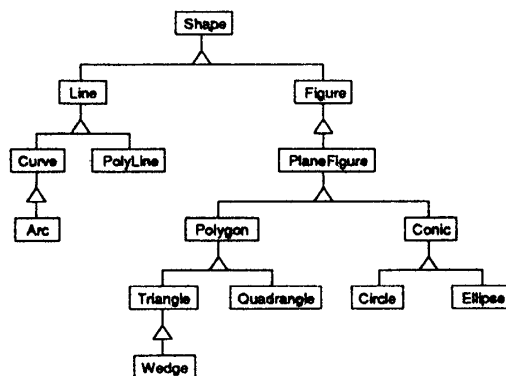 Shape
Line Figure
Curve PolyLine PlaneFigure
Arc Polygon Conic
Triangle Quadrangle Circle Ellipse
Wedge